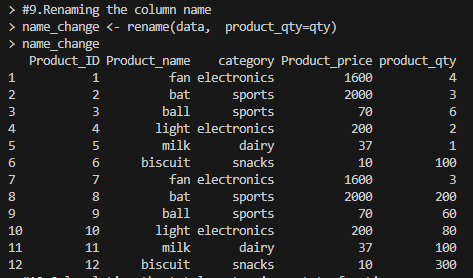 > #9.Renaming the column name
> name_change <- rename(data,  product_qty=qty)
> name_change
   Product_ID Product_name    category Product_price product_qty
1           1          fan electronics          1600           4
2           2          bat      sports          2000           3
3           3         ball      sports            70           6
4           4        light electronics           200           2
5           5         milk       dairy            37           1
6           6      biscuit      snacks            10         100
7           7          fan electronics          1600           3
8           8          bat      sports          2000         200
9           9         ball      sports            70          60
10         10        light electronics           200          80
11         11         milk       dairy            37         100
12         12      biscuit      snacks            10         300